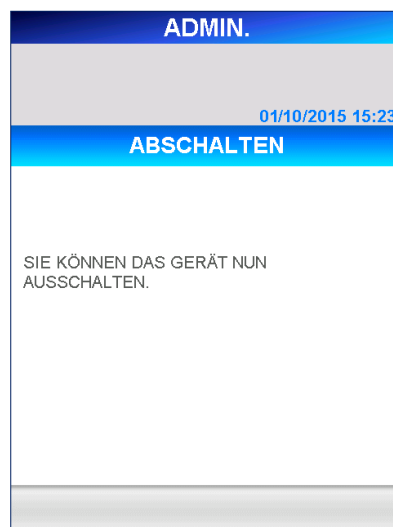 ADMIN.
01/10/2015 15:23
ABSCHALTEN
SIE KÖNNEN DAS GERÄT NUN
AUSSCHALTEN.